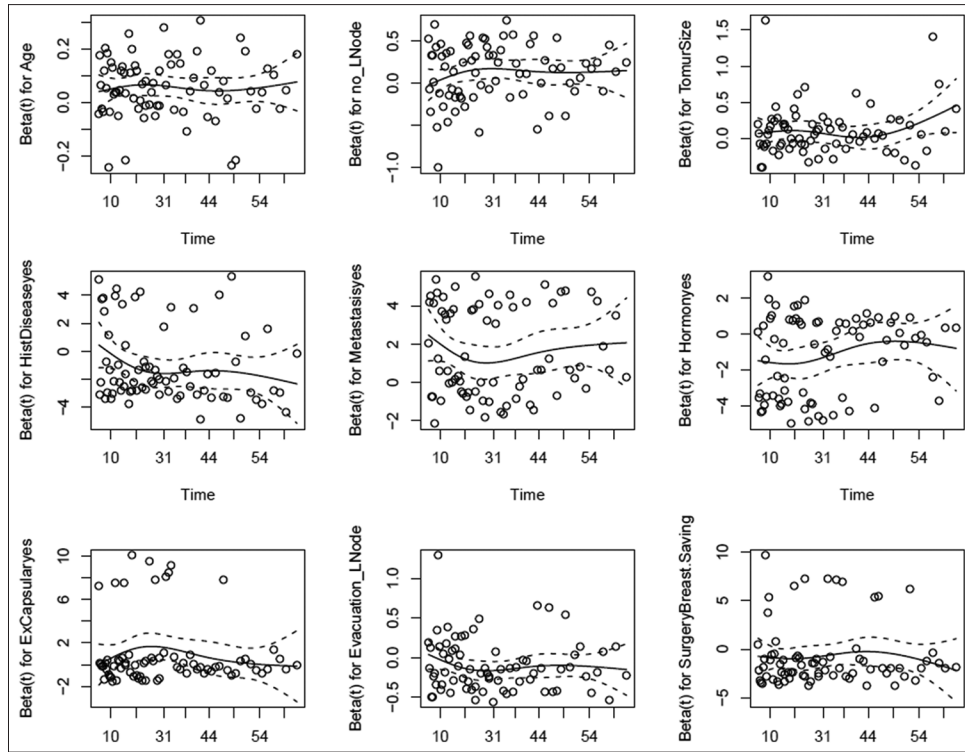 Beta(t) for Age
0.2
0.0
−0.2
10 31 44 54
Time
Beta(t) for no_LNode
0.5
0.0
−1.0
10 31 44 54
Time
Beta(t) for TomurSize
1.5
1.0
0.5
0.0
10 31 44 54
Time
Beta(t) for HistDiseaseyes
4
2
0
−4
10 31 44 54
Time
Beta(t) for Metastasisyes
4
2
0
−2
10 31 44 54
Time
Beta(t) for Hormonyes
2
0
−2
−4
10 31 44 54
Time
Beta(t) for ExCapsularyes
10
6
2
−2
10 31 44 54
Time
Beta(t) for Evacuation_LNode
1.0
0.5
0.0
−0.5
10 31 44 54
Time
Beta(t) for SurgeryBreast.Saving
10
5
0
−5
10 31 44 54
Time